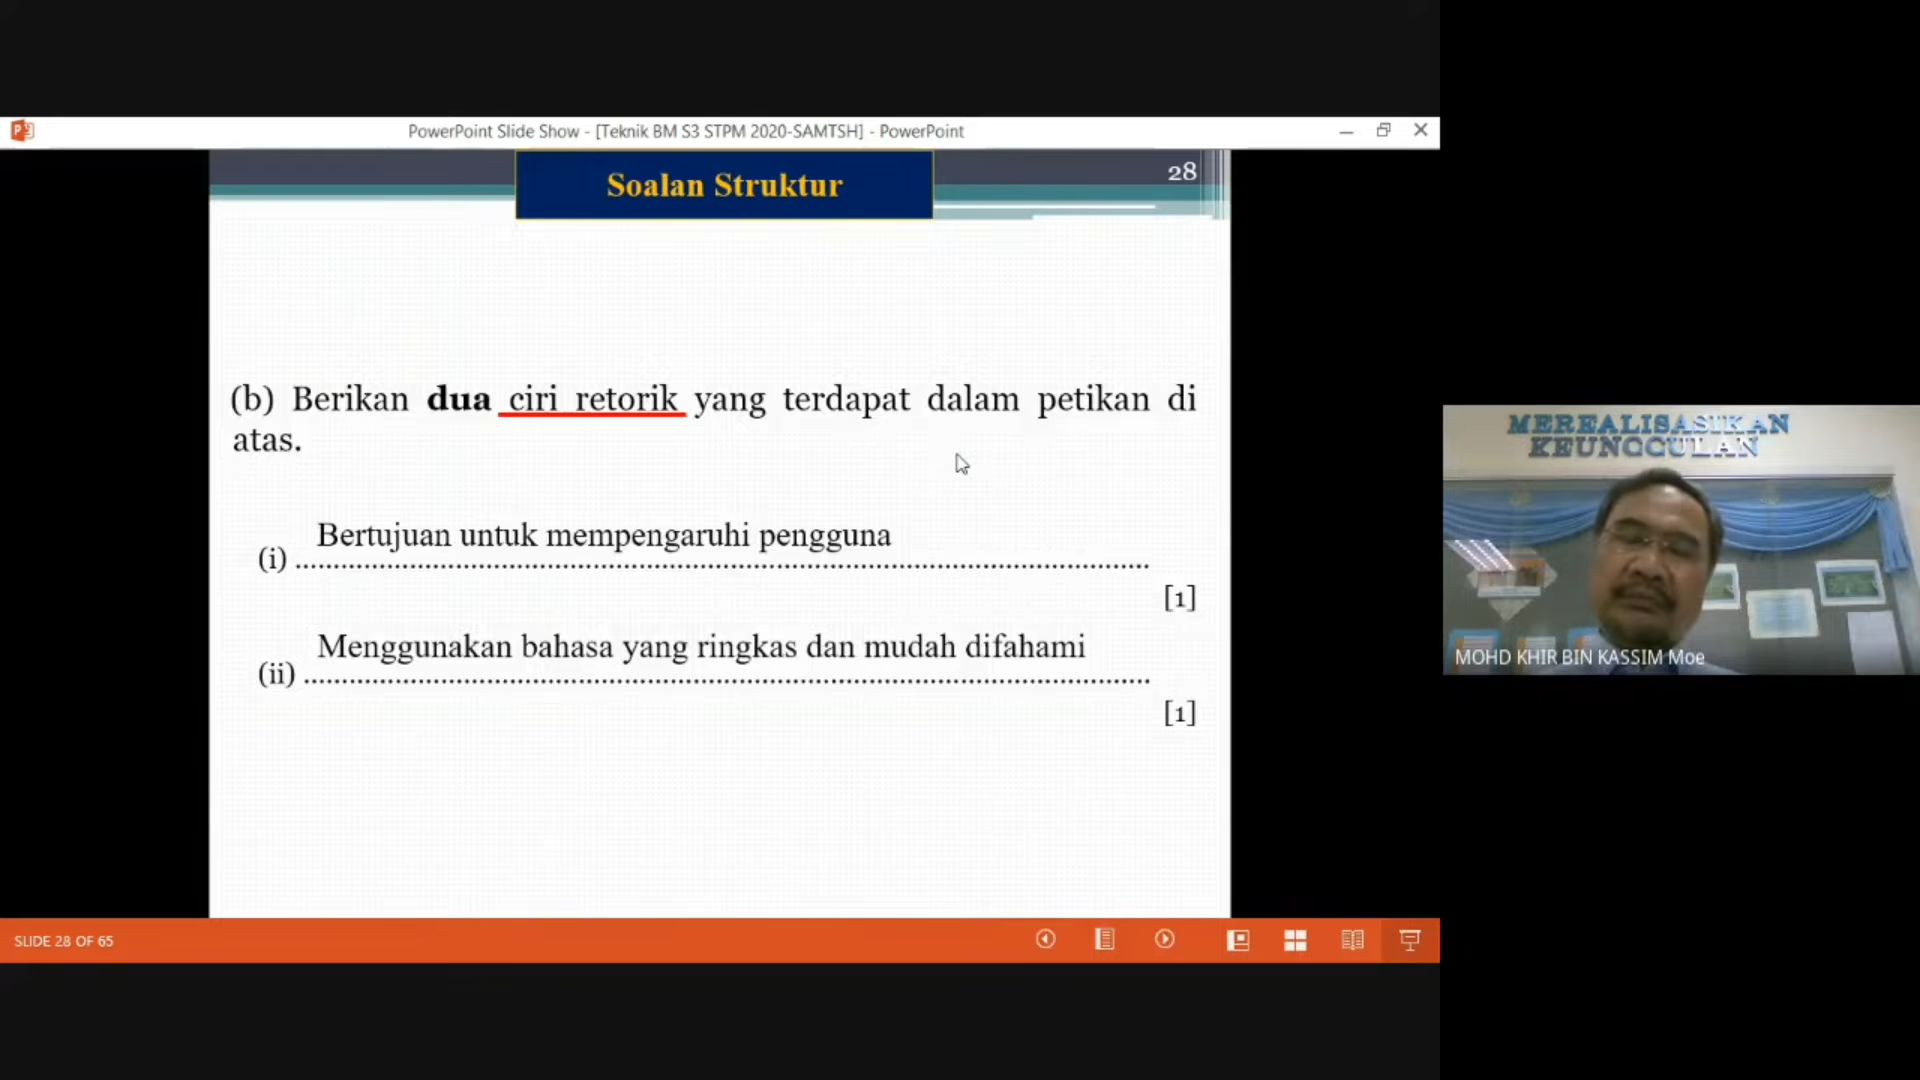 PowerPoint Slide Show - [Teknik BM S3 STPM 2020-SAMTSH] - PowerPoint
Soalan Struktur
28
(b) Berikan dua ciri retorik yang terdapat dalam petikan di
atas.
Bertujuan untuk mempengaruhi pengguna
(i) ..........................................................................................
[1]
Menggunakan bahasa yang ringkas dan mudah difahami
(ii) .........................................................................................
[1]
SLIDE 28 OF 65
MEREALISASIKAN
KEUNGGULAN
MOHD KHIR BIN KASSIM Moe